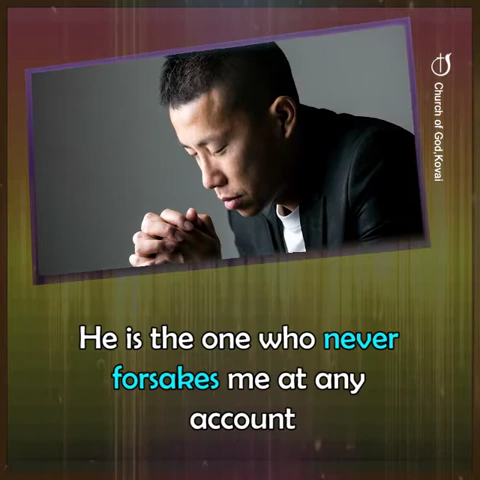 Church of God,Kovai
He is the one who never
forsakes me at any
account